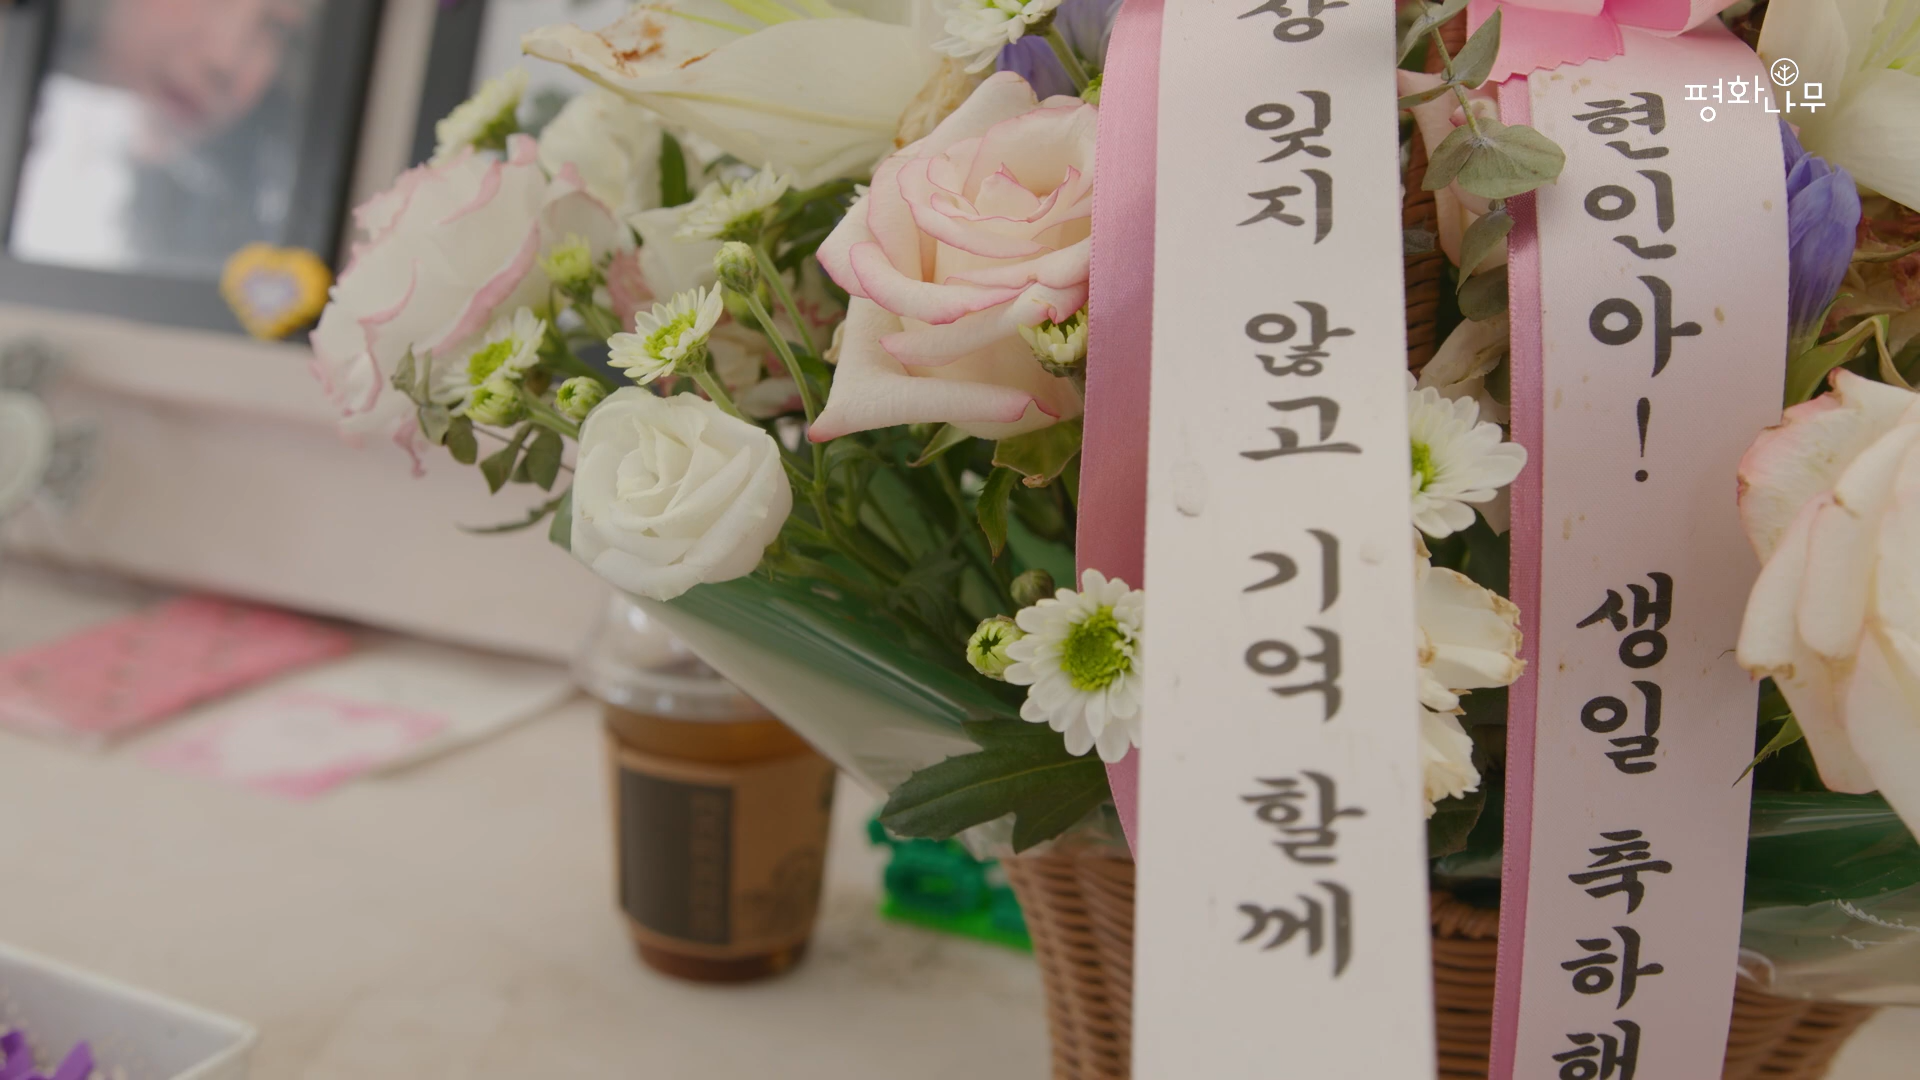 상 잊지 않고 기억 할께
현인아! 생일 축하해
평화나무